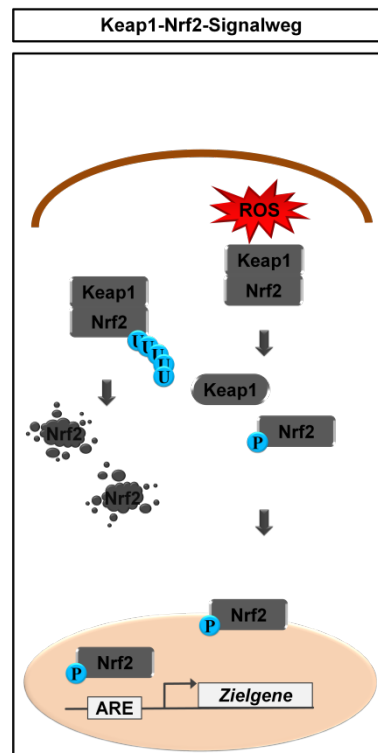 Keap1-Nrf2-Signalweg
ROS
Keap1
Nrf2
Keap1
Nrf2
U
U
U
U
U
Keap1
Nrf2
P
Nrf2
Nrf2
Nrf2
P
Nrf2
P
ARE
Zielgene